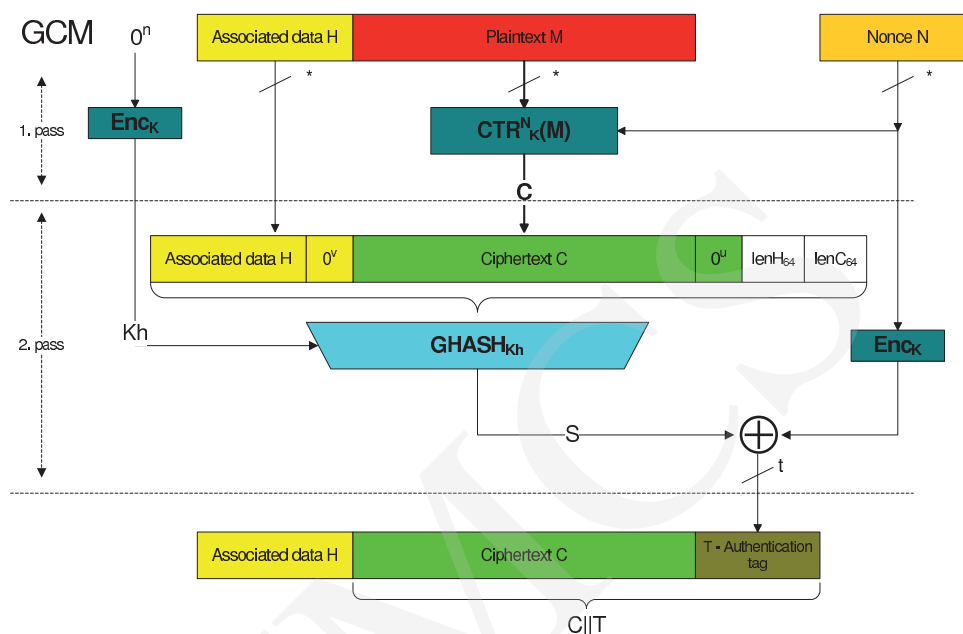 GCM
0ⁿ
Associated data H
Plaintext M
Nonce N
*
*
*
1. pass
Enc_K
CTR^N_K(M)
C
Associated data H
0^v
Ciphertext C
0^u
lenH₆₄
lenC₆₄
Kh
2. pass
GHASH_Kh
Enc_K
S
t
Associated data H
Ciphertext C
T - Authentication
tag
C||T
MCS